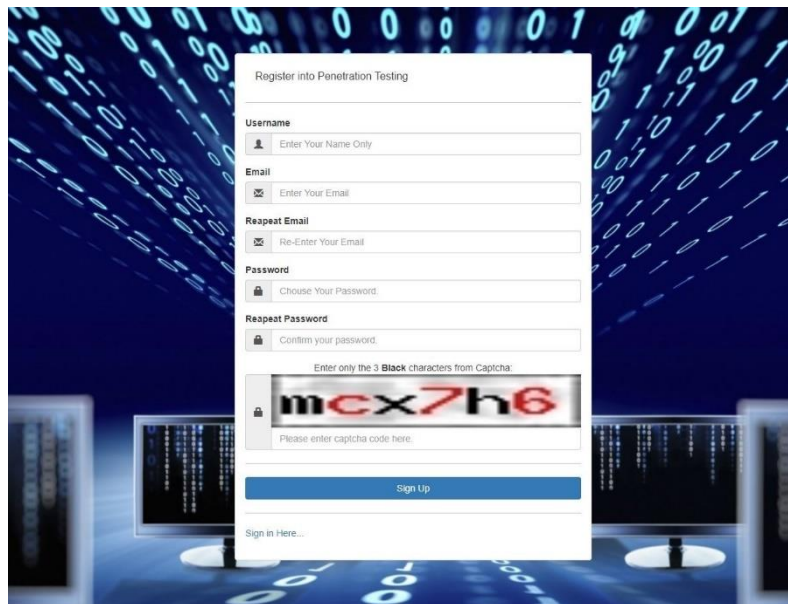 Register into Penetration Testing
Username
Enter Your Name Only
Email
Enter Your Email
Reapeat Email
Re-Enter Your Email
Password
Chouse Your Password.
Reapeat Password
Confirm your password.
Enter only the 3 Black characters from Captcha:
mcx7h6
Please enter captcha code here.
Sign Up
Sign in Here...